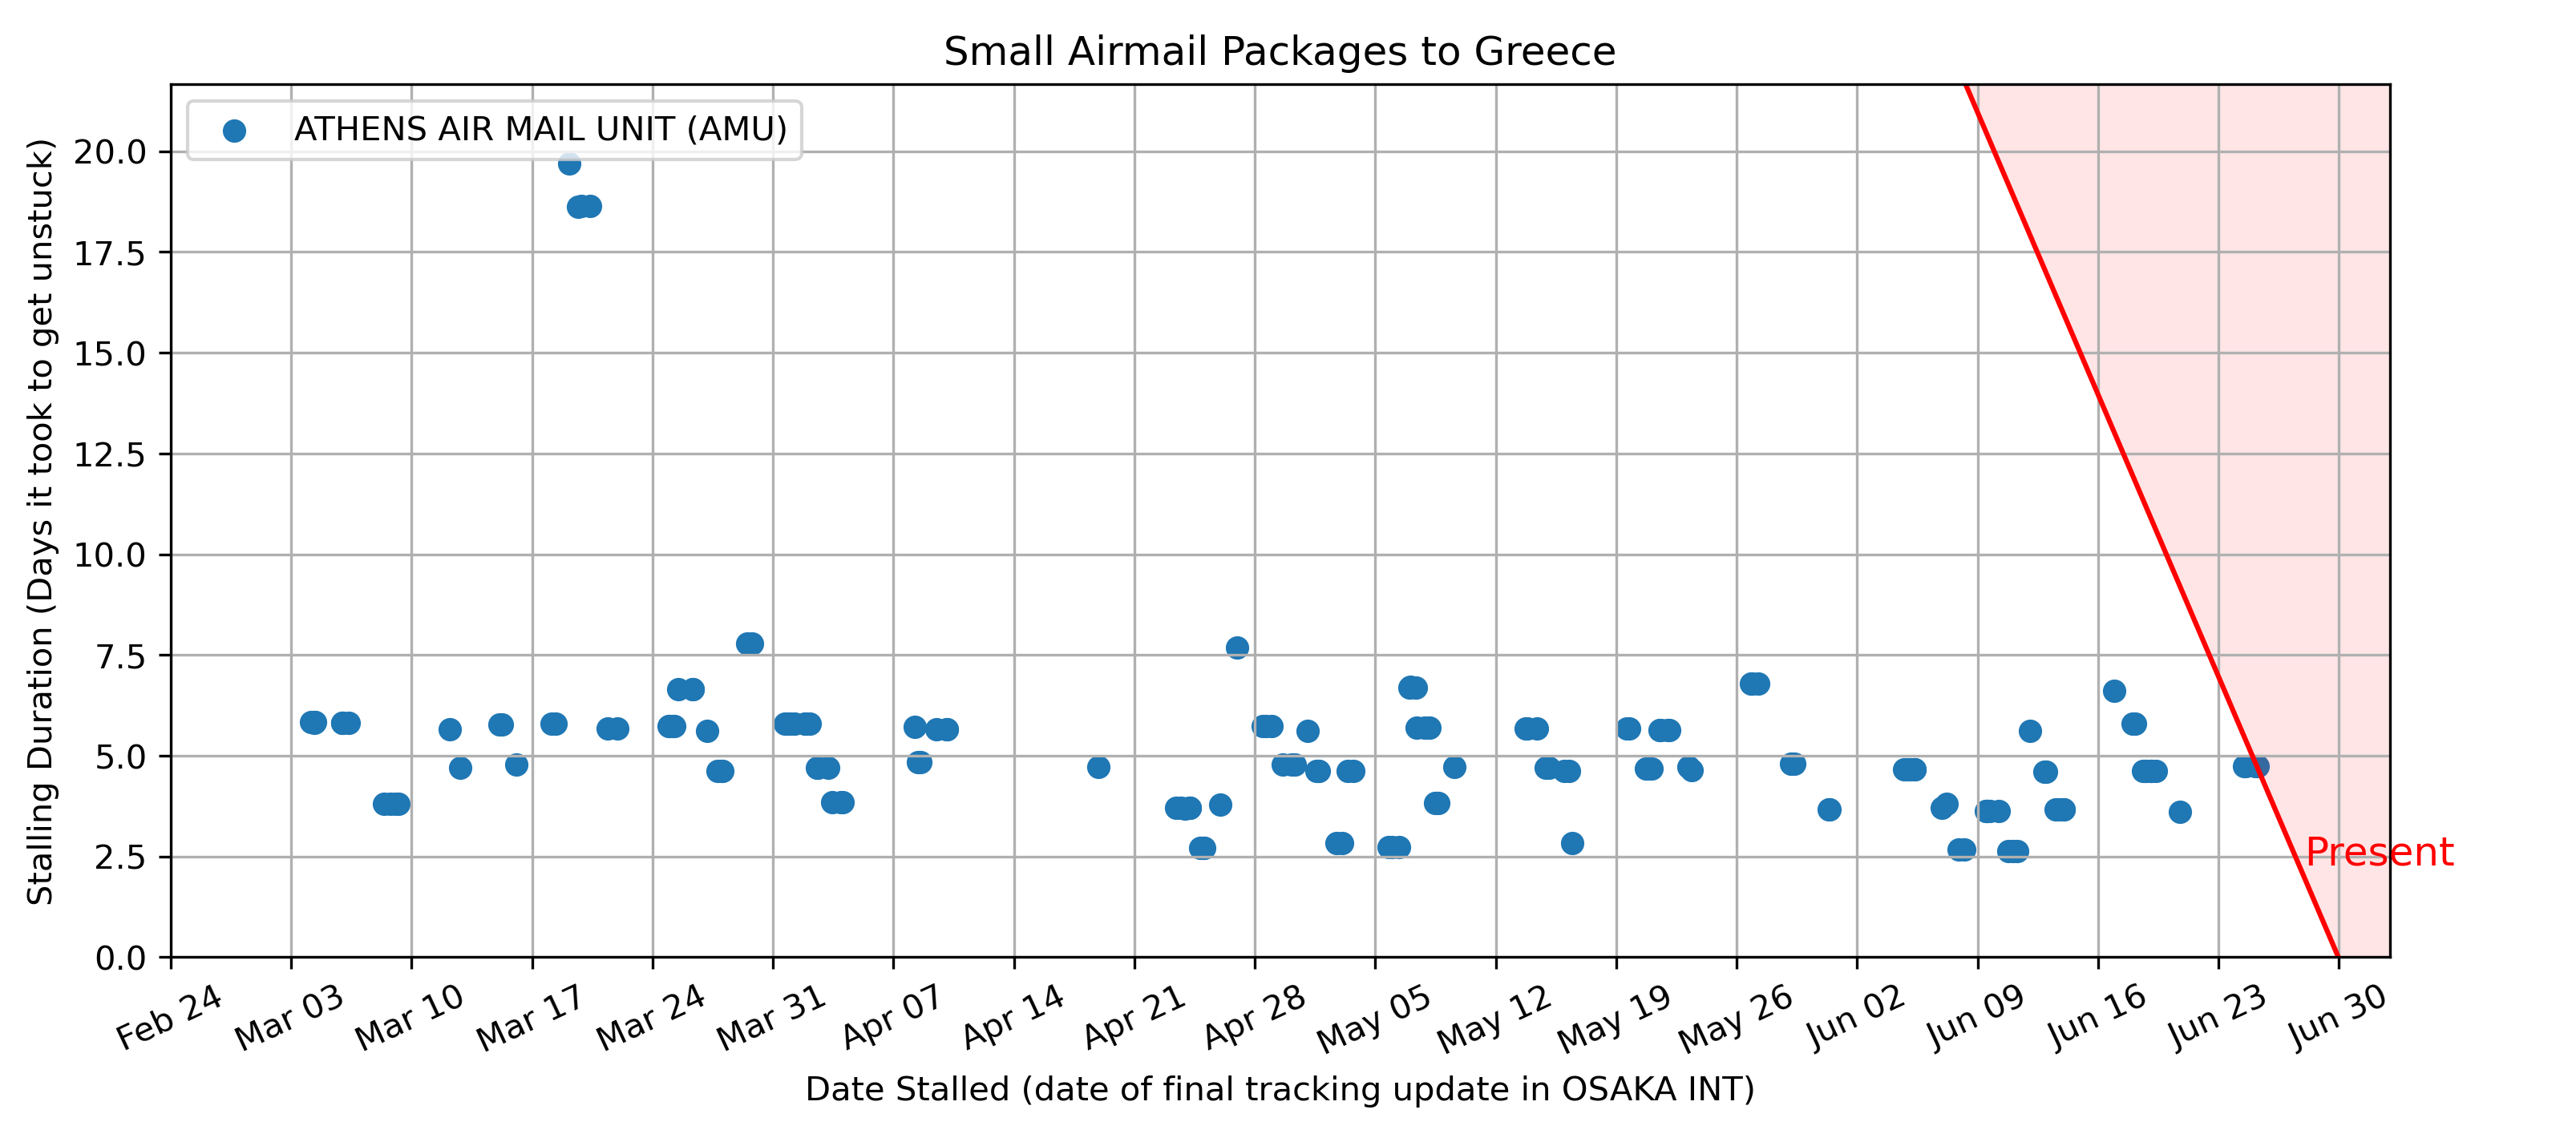 Small Airmail Packages to Greece
ATHENS AIR MAIL UNIT (AMU)
Stalling Duration (Days it took to get unstuck)
20.0
17.5
15.0
12.5
10.0
7.5
5.0
2.5
0.0
Present
Feb 24
Mar 03
Mar 10
Mar 17
Mar 24
Mar 31
Apr 07
Apr 14
Apr 21
Apr 28
May 05
May 12
May 19
May 26
Jun 02
Jun 09
Jun 16
Jun 23
Jun 30
Date Stalled (date of final tracking update in OSAKA INT)